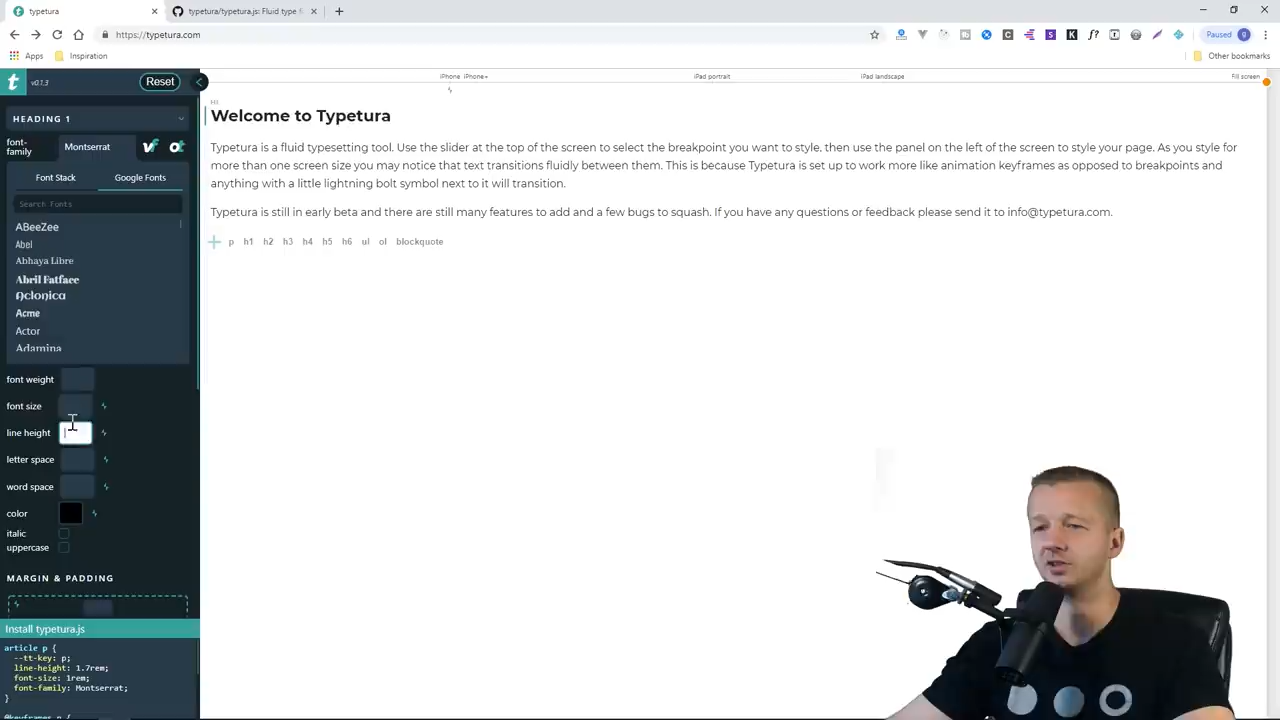 typetura
typetura/typetura.js: Fluid type f
https://typetura.com
Paused
Apps
Inspiration
Other bookmarks
t v0.1.3 Reset
iPhone iPhone+ iPad portrait iPad landscape Fill screen
HEADING 1
font-family Montserrat vf ot
Font Stack Google Fonts
Search Fonts
ABeeZee
Abel
Abhaya Libre
Abril Fatface
Aclonica
Acme
Actor
Adamina
font weight
font size
line height
letter space
word space
color
italic
uppercase
MARGIN & PADDING
Install typetura.js
article p {
--tt-key: p;
line-height: 1.7rem;
font-size: 1rem;
font-family: Montserrat;
}
@keyframes p {
H1
Welcome to Typetura
Typetura is a fluid typesetting tool. Use the slider at the top of the screen to select the breakpoint you want to style, then use the panel on the left of the screen to style your page. As you style for
more than one screen size you may notice that text transitions fluidly between them. This is because Typetura is set up to work more like animation keyframes as opposed to breakpoints and
anything with a little lightning bolt symbol next to it will transition.
Typetura is still in early beta and there are still many features to add and a few bugs to squash. If you have any questions or feedback please send it to info@typetura.com.
p h1 h2 h3 h4 h5 h6 ul ol blockquote